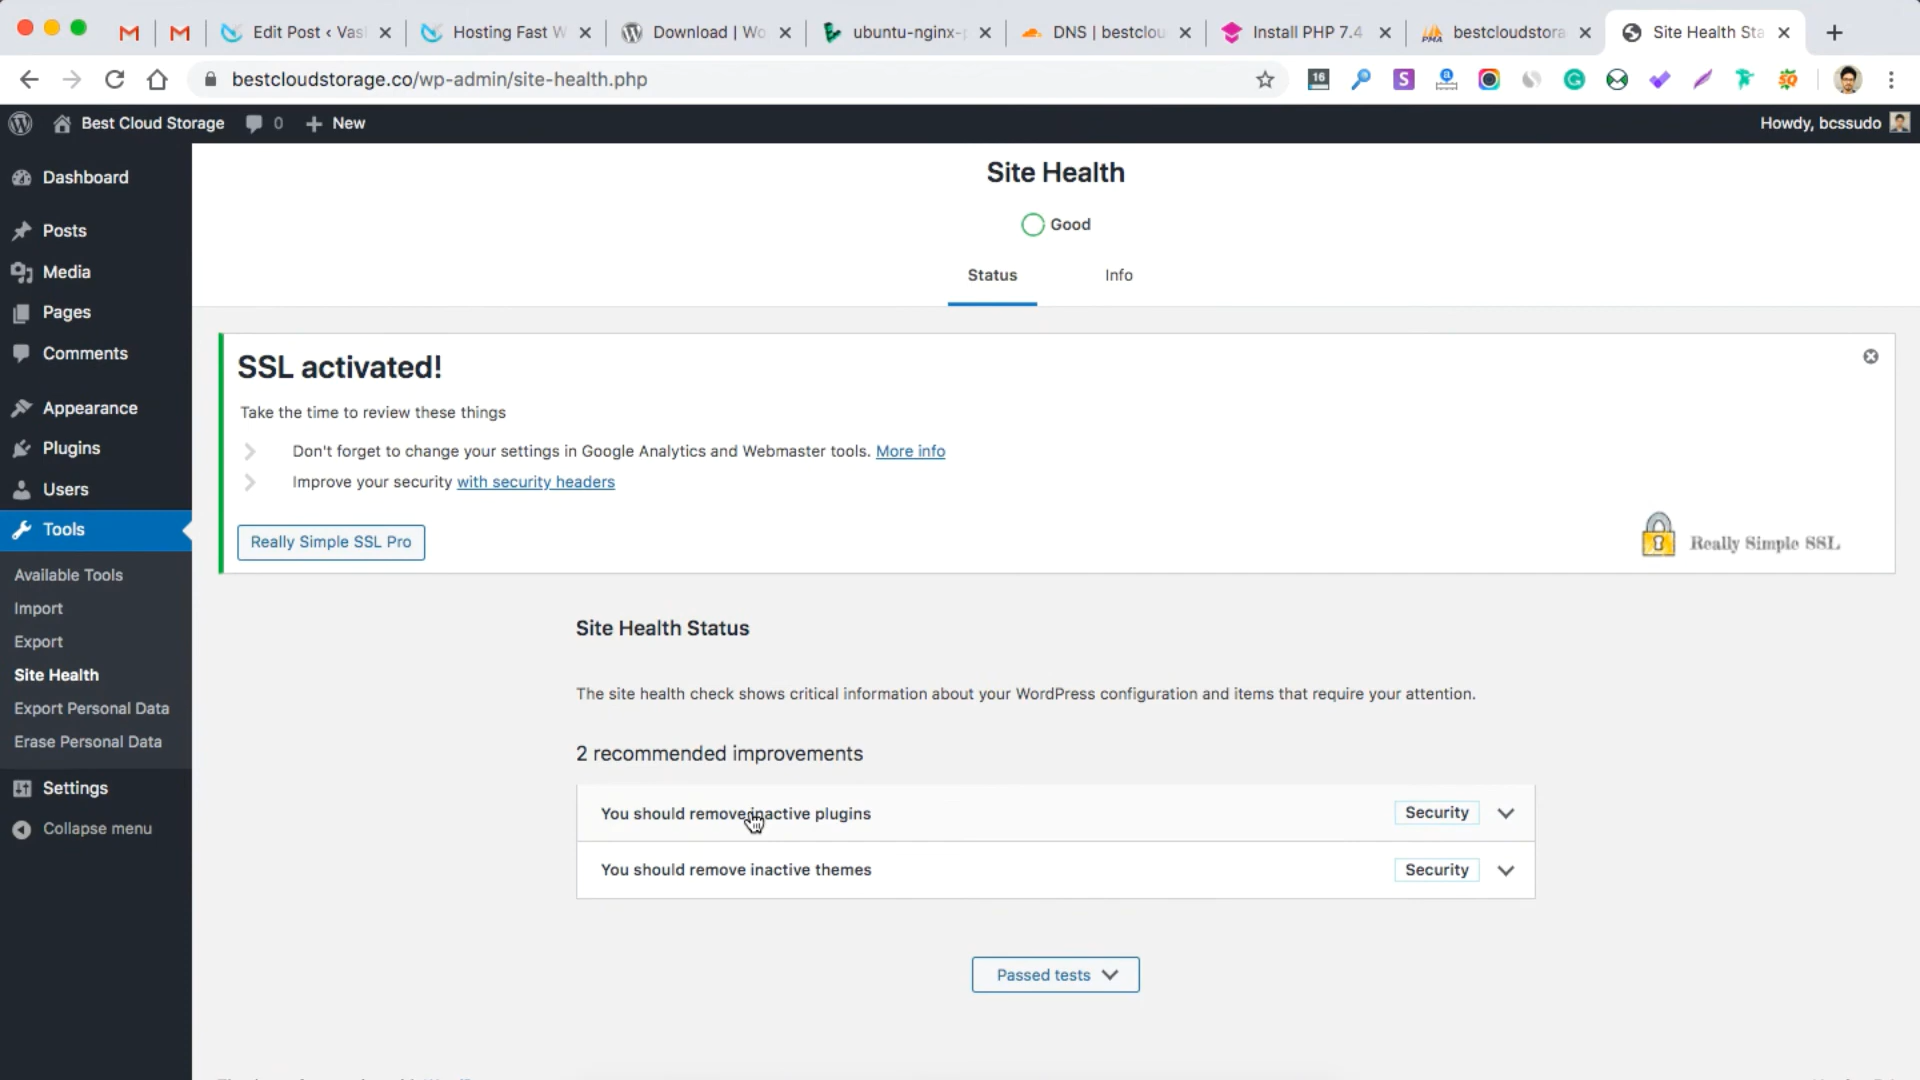 Edit Post ‹ Vas
Hosting Fast W
Download | Wo
ubuntu-nginx-p
DNS | bestclou
Install PHP 7.4
bestcloudstora
Site Health Sta
bestcloudstorage.co/wp-admin/site-health.php
16
Best Cloud Storage
0
New
Howdy, bcssudo
Dashboard
Posts
Media
Pages
Comments
Appearance
Plugins
Users
Tools
Available Tools
Import
Export
Site Health
Export Personal Data
Erase Personal Data
Settings
Collapse menu
Site Health
Good
Status
Info
SSL activated!
Take the time to review these things
Don't forget to change your settings in Google Analytics and Webmaster tools. More info
Improve your security with security headers
Really Simple SSL Pro
Really Simple SSL
Site Health Status
The site health check shows critical information about your WordPress configuration and items that require your attention.
2 recommended improvements
You should remove inactive plugins
Security
You should remove inactive themes
Security
Passed tests